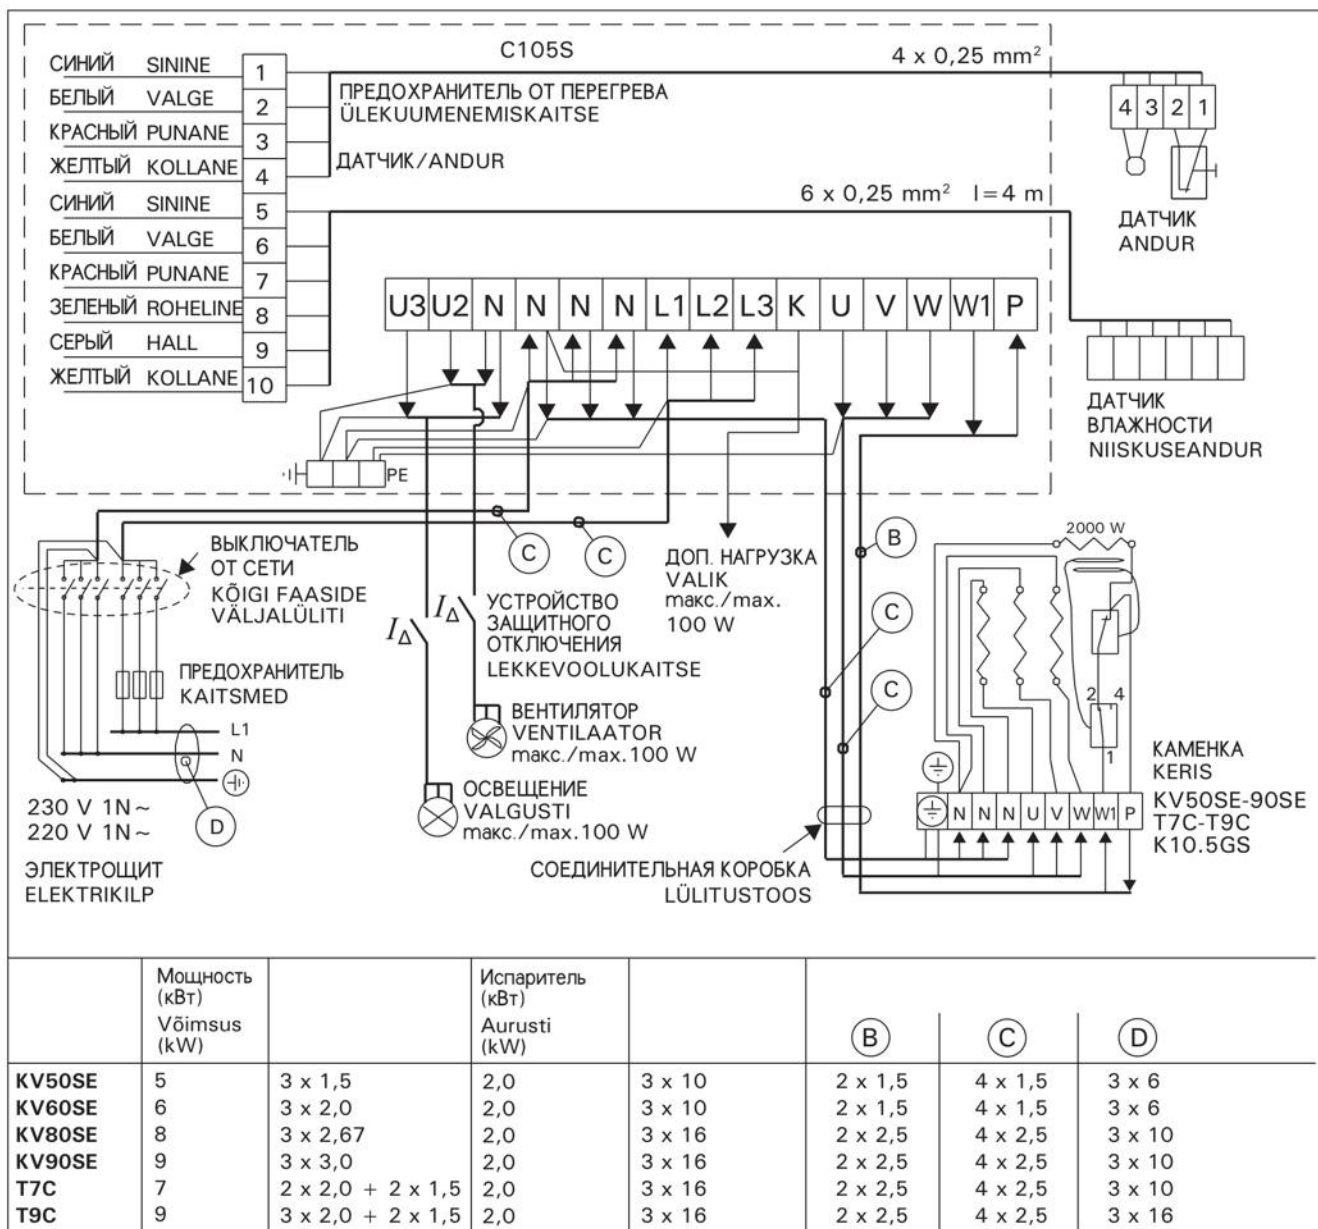 C105S
4 x 0,25 mm²
СИНИЙ SININE 1
БЕЛЫЙ VALGE 2
КРАСНЫЙ PUNANE 3
ЖЕЛТЫЙ KOLLANE 4
СИНИЙ SININE 5
БЕЛЫЙ VALGE 6
КРАСНЫЙ PUNANE 7
ЗЕЛЕНЫЙ ROHELINE 8
СЕРЫЙ HALL 9
ЖЕЛТЫЙ KOLLANE 10
ПРЕДОХРАНИТЕЛЬ ОТ ПЕРЕГРЕВА
ÜLEKUUMENEMISKAITSE
ДАТЧИК/ANDUR
4 3 2 1
ДАТЧИК
ANDUR
6 x 0,25 mm² l=4 m
U3 U2 N N N N L1 L2 L3 K U V W W1 P
ДАТЧИК
ВЛАЖНОСТИ
NIISKUSEANDUR
PE
C
C
B
C
C
ВЫКЛЮЧАТЕЛЬ
ОТ СЕТИ
KÕIGI FAASIDE
VÄLJALÜLITI
ПРЕДОХРАНИТЕЛЬ
KAITSMED
L1
N
D
230 V 1N~
220 V 1N~
ЭЛЕКТРОЩИТ
ELEKTRIKILP
I∆
I∆
УСТРОЙСТВО
ЗАЩИТНОГО
ОТКЛЮЧЕНИЯ
LEKKEVOOLUKAITSE
ВЕНТИЛЯТОР
VENTILAATOR
макс./max.100 W
ОСВЕЩЕНИЕ
VALGUSTI
макс./max.100 W
ДОП. НАГРУЗКА
VALIK
макс./max.
100 W
СОЕДИНИТЕЛЬНАЯ КОРОБКА
LÜLITUSTOOS
2000 W
2 4
1
N N N U V W W1 P
КАМЕНКА
KERIS
KV50SE-90SE
T7C-T9C
K10.5GS
Мощность
(кВт)
Võimsus
(kW)
Испаритель
(кВт)
Aurusti
(kW)
B C D
KV50SE 5 3 x 1,5 2,0 3 x 10 2 x 1,5 4 x 1,5 3 x 6
KV60SE 6 3 x 2,0 2,0 3 x 10 2 x 1,5 4 x 1,5 3 x 6
KV80SE 8 3 x 2,67 2,0 3 x 16 2 x 2,5 4 x 2,5 3 x 10
KV90SE 9 3 x 3,0 2,0 3 x 16 2 x 2,5 4 x 2,5 3 x 10
T7C 7 2 x 2,0 + 2 x 1,5 2,0 3 x 16 2 x 2,5 4 x 2,5 3 x 10
T9C 9 3 x 2,0 + 2 x 1,5 2,0 3 x 16 2 x 2,5 4 x 2,5 3 x 16